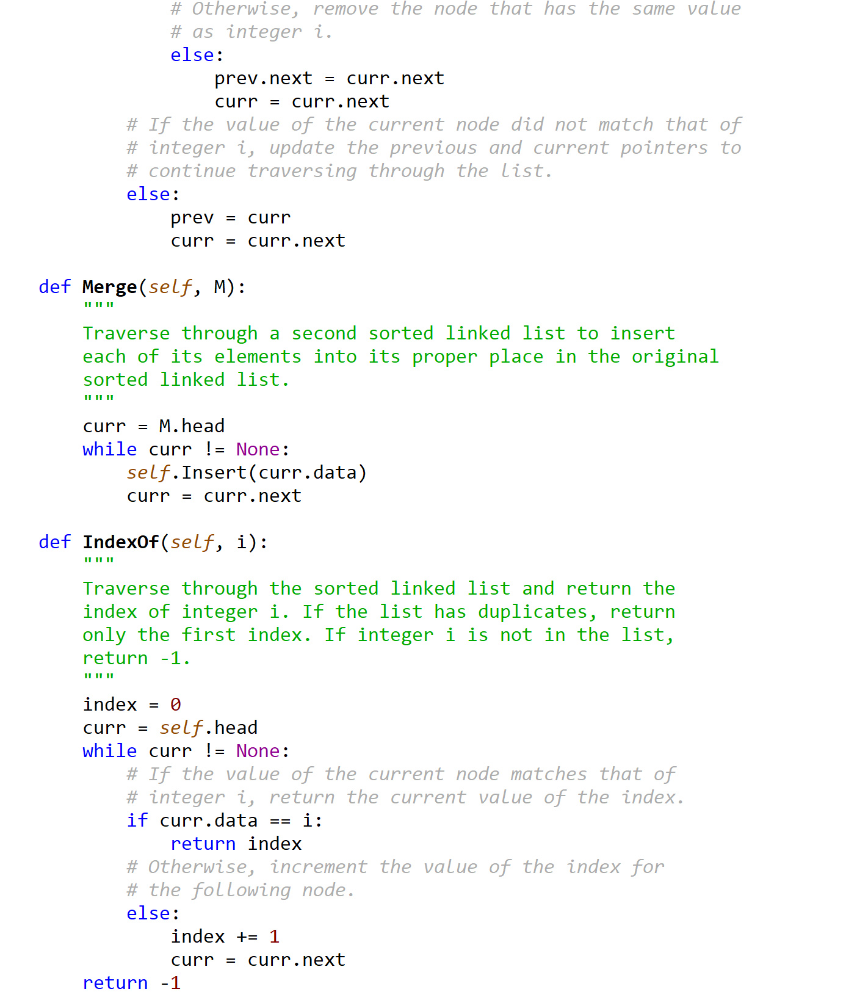 # Otherwise, remove the node that has the same value
# as integer i.
else:
prev.next = curr.next
curr = curr.next
# If the value of the current node did not match that of
# integer i, update the previous and current pointers to
# continue traversing through the list.
else:
prev = curr
curr = curr.next
def Merge(self, M):
"""
Traverse through a second sorted linked list to insert
each of its elements into its proper place in the original
sorted linked list.
"""
curr = M.head
while curr != None:
self.Insert(curr.data)
curr = curr.next
def IndexOf(self, i):
"""
Traverse through the sorted linked list and return the
index of integer i. If the list has duplicates, return
only the first index. If integer i is not in the list,
return -1.
"""
index = 0
curr = self.head
while curr != None:
# If the value of the current node matches that of
# integer i, return the current value of the index.
if curr.data == i:
return index
# Otherwise, increment the value of the index for
# the following node.
else:
index += 1
curr = curr.next
return -1